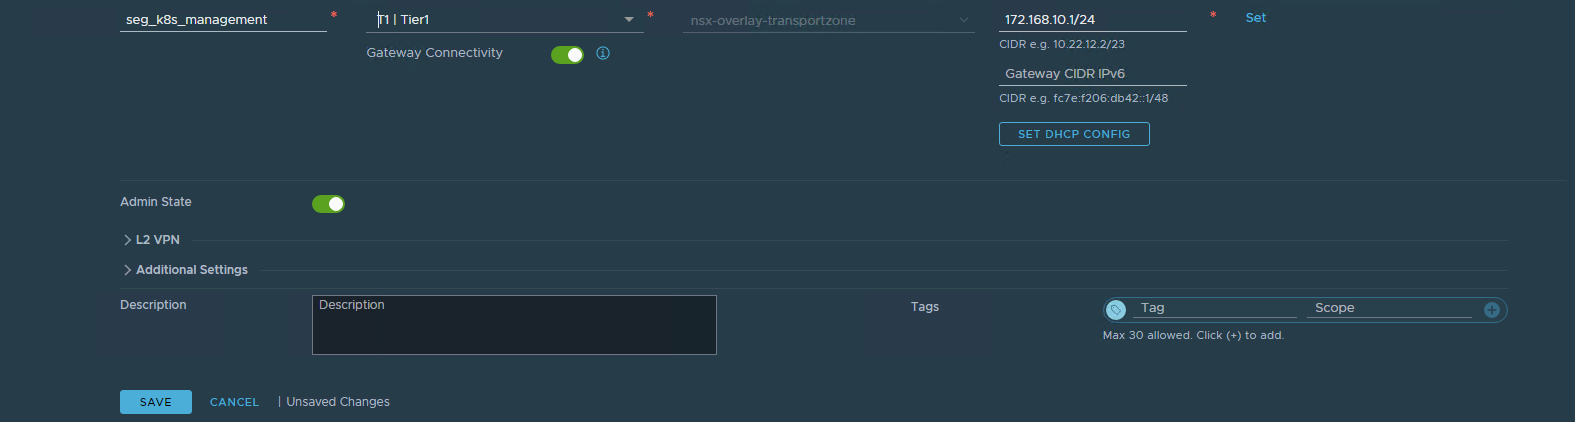 seg_k8s_management * T1 | Tier1 * nsx-overlay-transportzone 172.168.10.1/24 * Set
CIDR e.g. 10.22.12.2/23
Gateway Connectivity
Gateway CIDR IPv6
CIDR e.g. fc7e:f206:db42::1/48
SET DHCP CONFIG
Admin State
L2 VPN
Additional Settings
Description Description Tags Tag Scope
Max 30 allowed. Click (+) to add.
SAVE CANCEL | Unsaved Changes